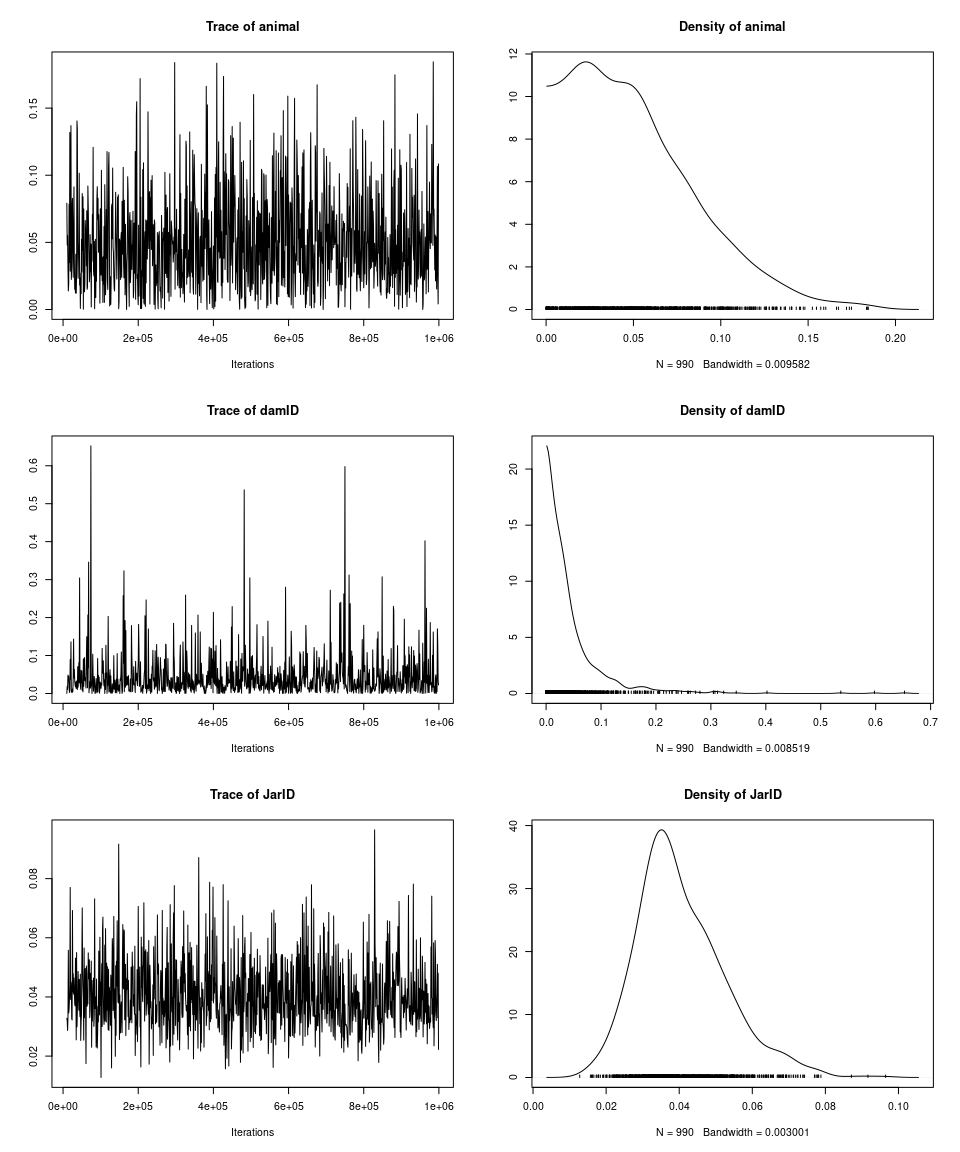 Trace of animal
0.00 0.05 0.10 0.15
0e+00 2e+05 4e+05 6e+05 8e+05 1e+06
Iterations
Density of animal
0 2 4 6 8 10 12
0.00 0.05 0.10 0.15 0.20
N = 990 Bandwidth = 0.009582
Trace of damID
0.0 0.1 0.2 0.3 0.4 0.5 0.6
0e+00 2e+05 4e+05 6e+05 8e+05 1e+06
Iterations
Density of damID
0 5 10 15 20
0.0 0.1 0.2 0.3 0.4 0.5 0.6 0.7
N = 990 Bandwidth = 0.008519
Trace of JarID
0.02 0.04 0.06 0.08
0e+00 2e+05 4e+05 6e+05 8e+05 1e+06
Iterations
Density of JarID
0 10 20 30 40
0.00 0.02 0.04 0.06 0.08 0.10
N = 990 Bandwidth = 0.003001